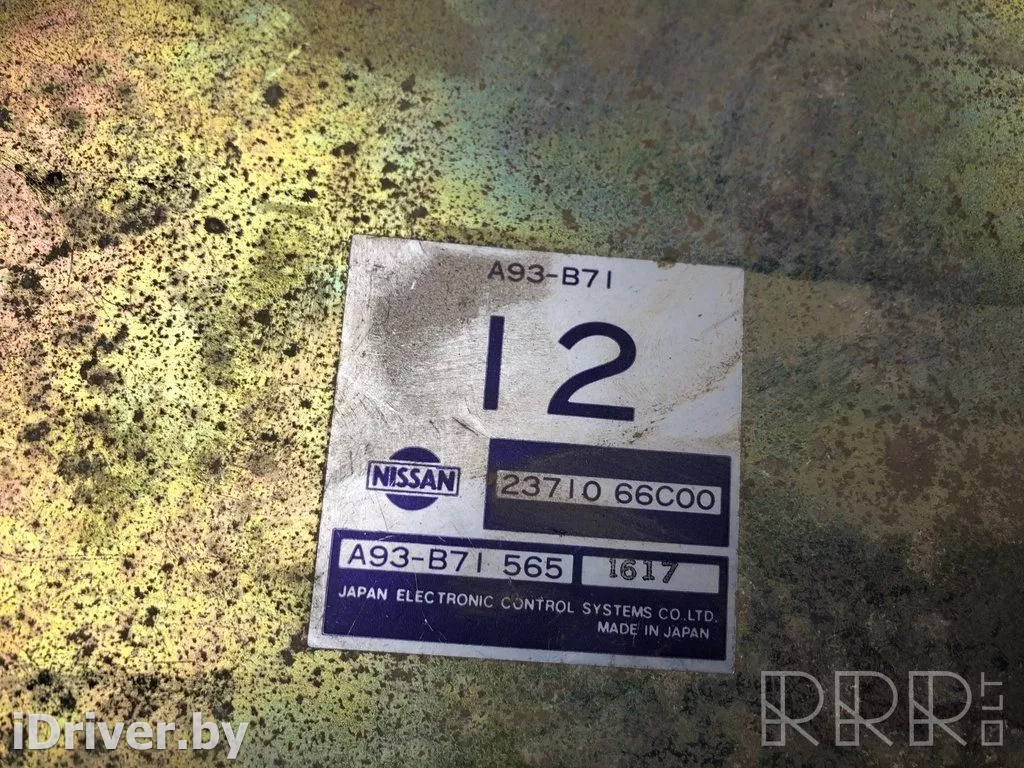 A93-B71
12
NISSAN
23710 66C00
A93-B71 565 1617
JAPAN ELECTRONIC CONTROL SYSTEMS CO.,LTD.
MADE IN JAPAN
iDriver.by
RRR.LT